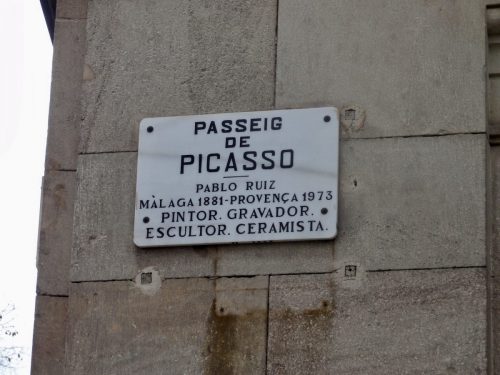 PASSEIG
DE
PICASSO
PABLO RUIZ
MÀLAGA 1881-PROVENÇA 1973
PINTOR. GRAVADOR.
ESCULTOR. CERAMISTA.